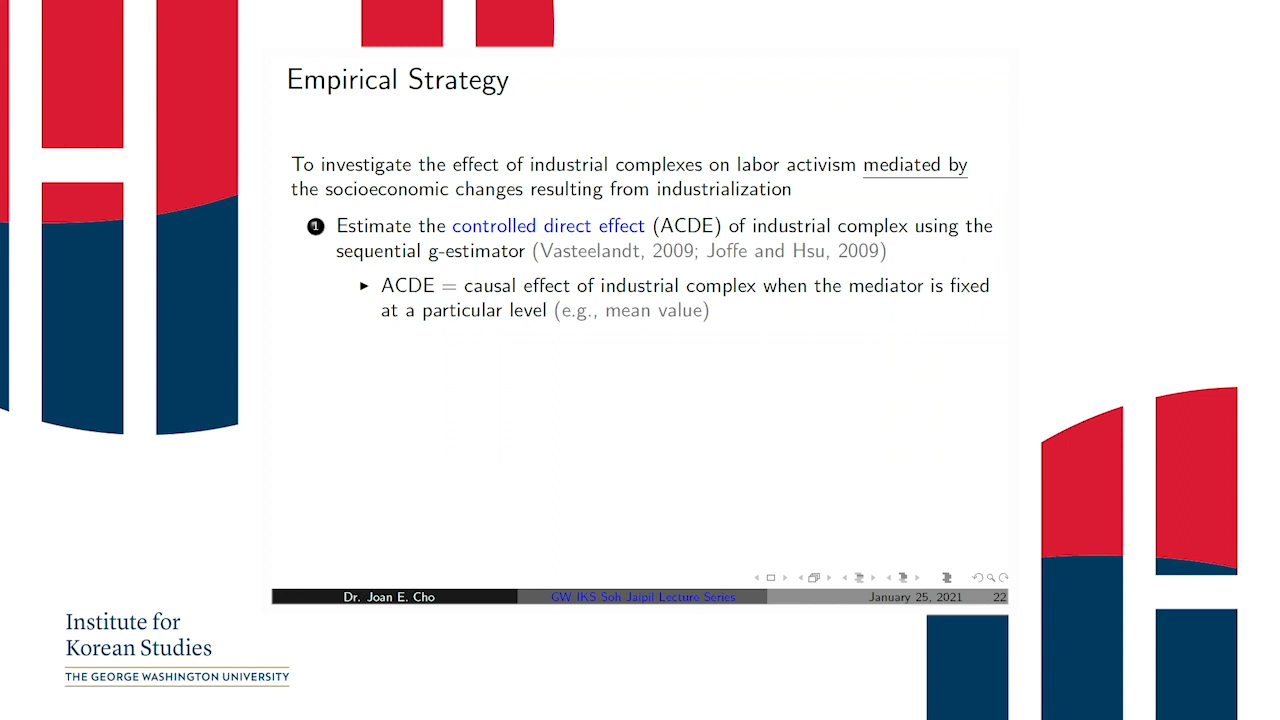 Empirical Strategy
To investigate the effect of industrial complexes on labor activism mediated by
the socioeconomic changes resulting from industrialization
1 Estimate the controlled direct effect (ACDE) of industrial complex using the
sequential g-estimator (Vasteelandt, 2009; Joffe and Hsu, 2009)
▶ ACDE = causal effect of industrial complex when the mediator is fixed
at a particular level (e.g., mean value)
Dr. Joan E. Cho GW IKS Soh Jaipil Lecture Series January 25, 2021 22
Institute for
Korean Studies
THE GEORGE WASHINGTON UNIVERSITY